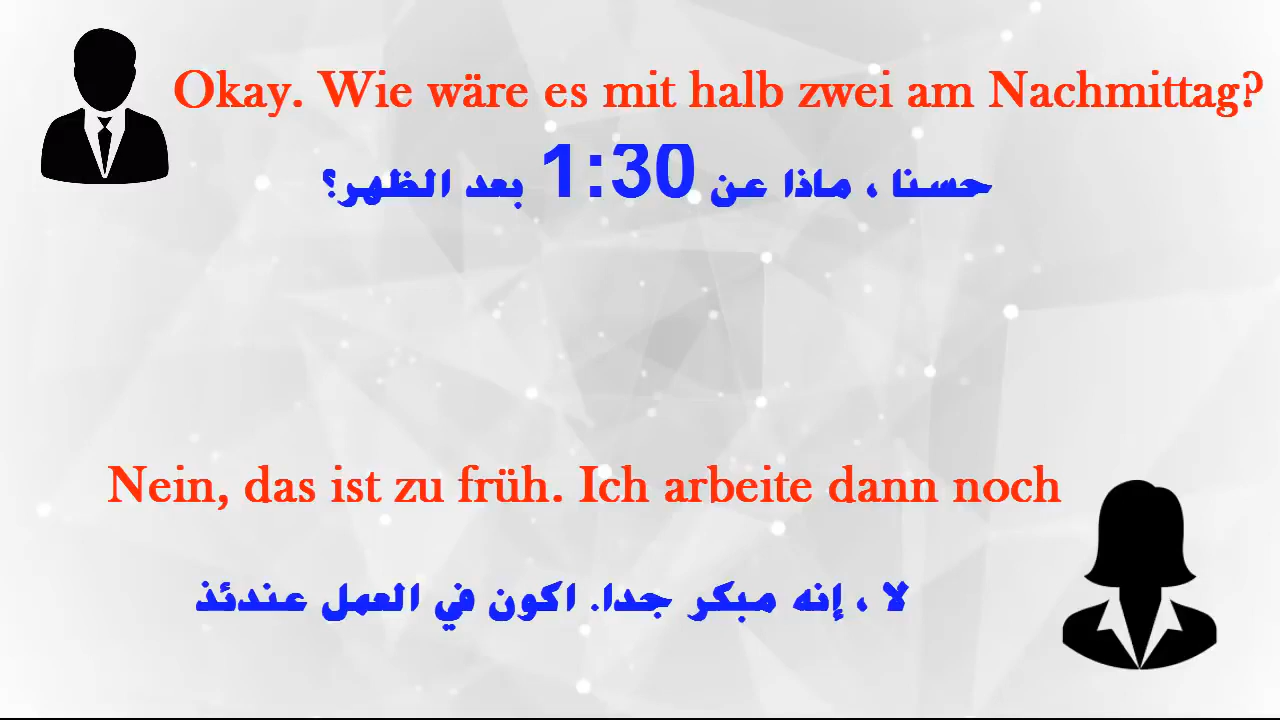 Okay. Wie wäre es mit halb zwei am Nachmittag?
حسنا ، ماذا عن 1:30 بعد الظهر؟
Nein, das ist zu früh. Ich arbeite dann noch
لا ، إنه مبكر جدا. اكون في العمل عندئذ